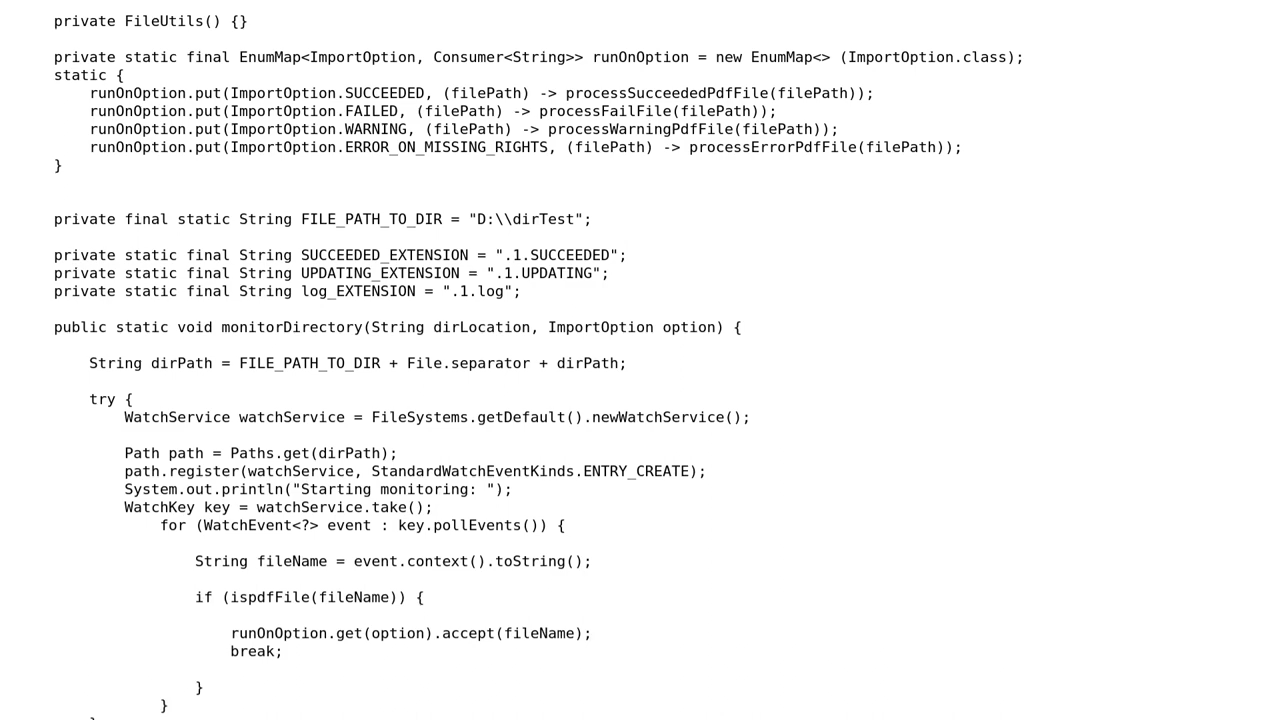 private FileUtils() {}
private static final EnumMap<ImportOption, Consumer<String>> runOnOption = new EnumMap<> (ImportOption.class);
static {
runOnOption.put(ImportOption.SUCCEEDED, (filePath) -> processSucceededPdfFile(filePath));
runOnOption.put(ImportOption.FAILED, (filePath) -> processFailFile(filePath));
runOnOption.put(ImportOption.WARNING, (filePath) -> processWarningPdfFile(filePath));
runOnOption.put(ImportOption.ERROR_ON_MISSING_RIGHTS, (filePath) -> processErrorPdfFile(filePath));
}
private final static String FILE_PATH_TO_DIR = "D:\\dirTest";
private static final String SUCCEEDED_EXTENSION = ".1.SUCCEEDED";
private static final String UPDATING_EXTENSION = ".1.UPDATING";
private static final String log_EXTENSION = ".1.log";
public static void monitorDirectory(String dirLocation, ImportOption option) {
String dirPath = FILE_PATH_TO_DIR + File.separator + dirPath;
try {
WatchService watchService = FileSystems.getDefault().newWatchService();
Path path = Paths.get(dirPath);
path.register(watchService, StandardWatchEventKinds.ENTRY_CREATE);
System.out.println("Starting monitoring: ");
WatchKey key = watchService.take();
for (WatchEvent<?> event : key.pollEvents()) {
String fileName = event.context().toString();
if (ispdfFile(fileName)) {
runOnOption.get(option).accept(fileName);
break;
}
}